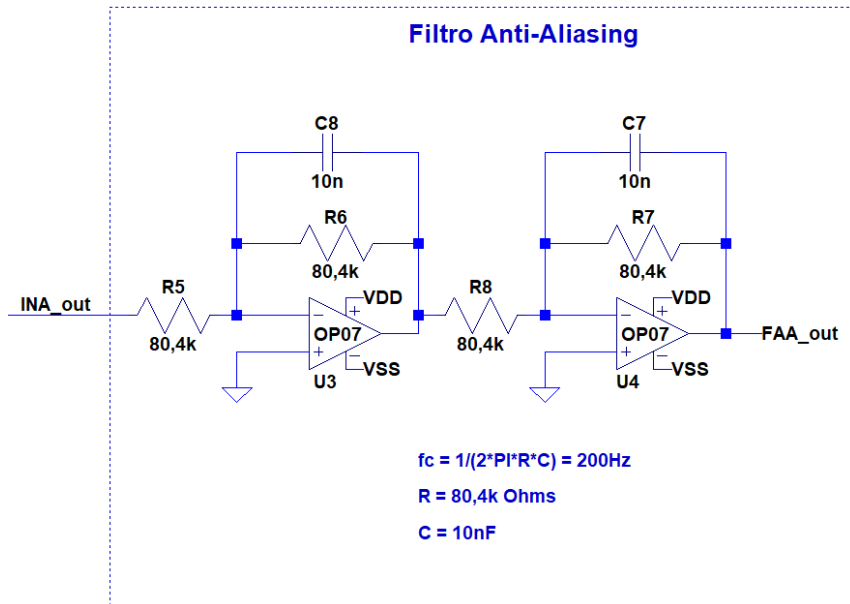 Filtro Anti-Aliasing
C8
10n
C7
10n
R6
80,4k
R7
80,4k
INA_out
R5
80,4k
VDD
OP07
VSS
U3
R8
80,4k
VDD
OP07
VSS
U4
FAA_out
fc = 1/(2*PI*R*C) = 200Hz
R = 80,4k Ohms
C = 10nF